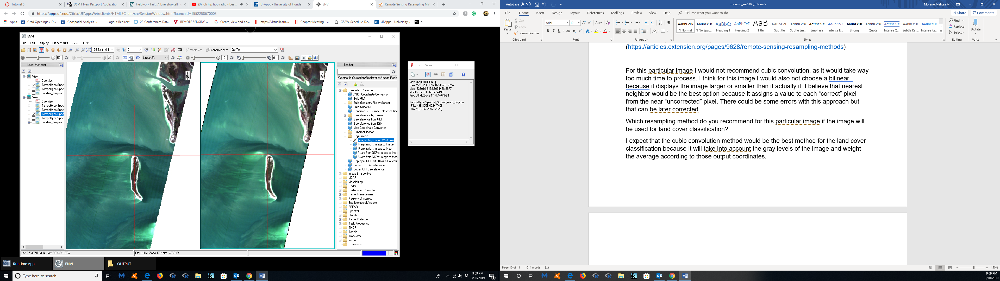 Tutorial 5
DS-11 New Passport Application
Fieldwork Fails: A Live Storytelling
(3) lofi hip hop radio - beats
UFApps - University of Florida
ENVI
Remote Sensing Resampling Met
https://apps.ufl.edu/Citrix/UFAppsWeb/clients/HTML5Client/src/SessionWindow.html?launchid=1552258670003
Apps
Grad Openings » D...
Geospatial Analysis ...
Logout Redirect
23 Conferences Dat...
REMOTE SENSING ...
Create, view and ed...
https://virtuallearn...
Chapter Meeting – ...
GSAW-Schedule-De...
UFApps - University...
a
ENVI
File Edit Display Placemarks Views Help
156.3% (1.6:1
0°
Vectors
Annotations
Go To
50
20
Linear 2%
10
0
Layer Manager
View
Overview
TampaHyperSpec
TampaHyperSpec
Landsat_tampa.im
View
Overview
TampaHyperSpec
TampaHyperSpec
TampaHyperSpec
TampaHyperSpec
Landsat_tampa.im
N
N
Toolbox
/Geometric Correction/Registration/Image Regis
Geometric Correction
ASCII Coordinate Conversion
Build GLT
Build Geometry File by Sensor
Build Super GLT
Generate GCPs from Reference Ima
Georeference by Sensor
Georeference from GLT
Georeference from IGM
Map Coordinate Converter
Orthorectification
Registration
Image Registration Workflow
Registration: Image to Image
Registration: Image to Map
Warp from GCPs: Image to Imag
Warp from GCPs: Image to Map
Reproject GLT with Bowtie Correctic
Super GLT Georeference
Super IGM Georeference
Image Sharpening
LiDAR
Mosaicking
Radar
Radiometric Correction
Raster Management
Regions of Interest
Spatiotemporal Analysis
SPEAR
Spectral
Statistics
Target Detection
Task Processing
THOR
Terrain
Transform
Vector
Extensions
Lat: 27°36'55.23"N, Lon: 82°44'4.16"W
Proj: UTM, Zone 17 North, WGS-84
Cursor Value
View #2 [CURRENT]
Geo: 27°36'11.86"N,82°45'46.59"W
Map: 326016.8438,3054498.9877
MGRS: 17RLL2601754499
Proj: UTM, Zone 17 N, WGS-84
TampaHyperSpectral_Subset_warp_poly.dat
File: 498.3558,6024.7408
Data: [1184, 2357, 2326]
Runtime App
ENVI
OUTPUT
Type here to search
9:09 PM
3/10/2019
8
AutoSave Off
moreno_sur5386_tutorial5
Moreno,Melissa M
File Home Insert Design Layout References Mailings Review View Help Tell me what you want to do
Share
Comments
Paste
Cut
Copy
Format Painter
Clipboard
Arial
12
Font
Paragraph
¶ Normal
¶ No Spac...
Heading 1
Heading 2
Title
Subtitle
Subtle Em...
Emphasis
Intense E...
Strong
Quote
Intense Q...
Subtle Ref...
Intense Re...
Styles
Find
Replace
Select
Editing
Dictate
Voice
(https://articles.extension.org/pages/9628/remote-sensing-resampling-methods)
For this particular image I would not recommend cubic convolution, as it would take way
too much time to process. I think for this image I would also not choose a bilinear
because it displays the image larger or smaller than it actually it. I believe that nearest
neighbor would be the best option because it assigns a value to each “correct” pixel
from the near “uncorrected” pixel. There could be some errors with this approach but
that can be later corrected.
Which resampling method do you recommend for this particular image if the image will
be used for land cover classification?
I expect that the cubic convolution method would be the best method for the land cover
classification because it will take into account the gray levels of the image and weight
the average according to those output coordinates.
Page 10 of 11
1014 words
150%
9:09 PM
3/10/2019